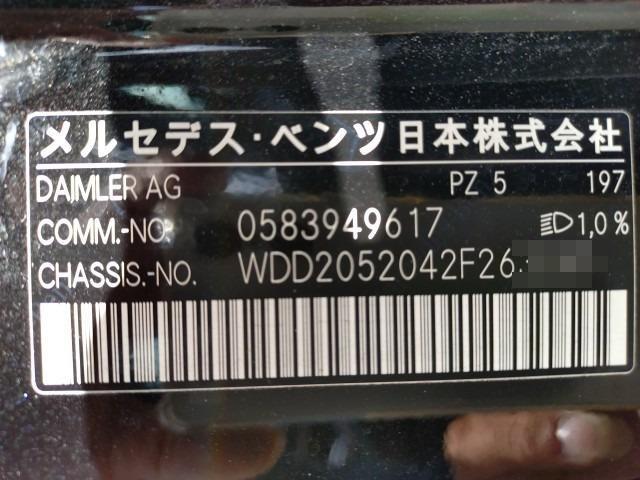 メルセデス・ベンツ日本株式会社
DAIMLER AG PZ 5 197
COMM.-NO. 0583949617 1,0%
CHASSIS.-NO. WDD2052042F26